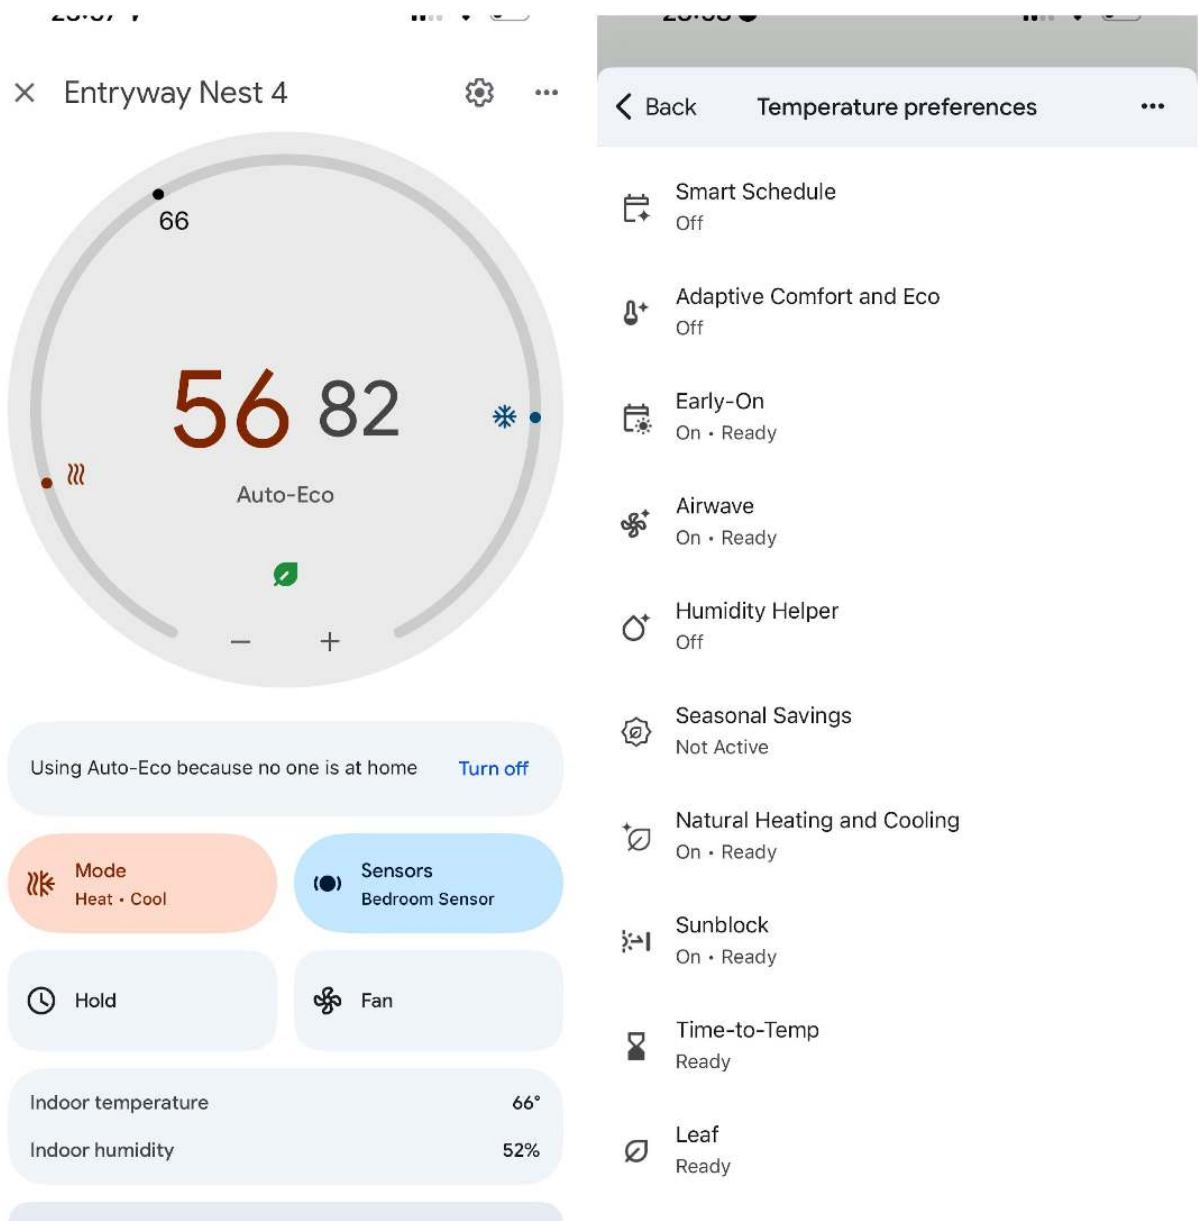 Entryway Nest 4
66
56 82
Auto-Eco
Using Auto-Eco because no one is at home Turn off
Mode
Heat • Cool
Sensors
Bedroom Sensor
Hold
Fan
Indoor temperature 66°
Indoor humidity 52%
Back Temperature preferences
Smart Schedule
Off
Adaptive Comfort and Eco
Off
Early-On
On • Ready
Airwave
On • Ready
Humidity Helper
Off
Seasonal Savings
Not Active
Natural Heating and Cooling
On • Ready
Sunblock
On • Ready
Time-to-Temp
Ready
Leaf
Ready